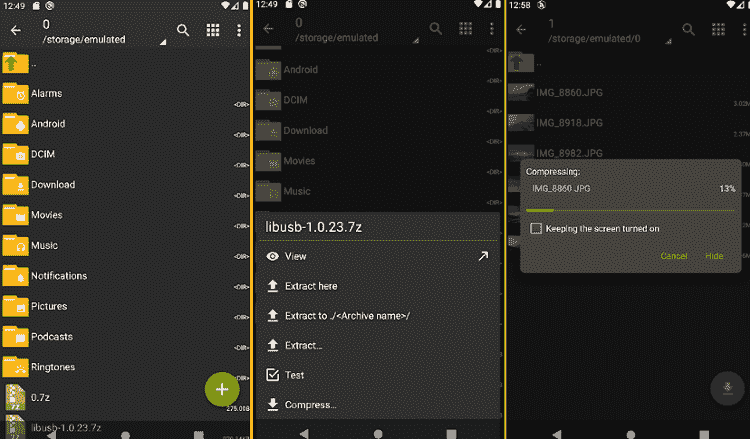 12:49
0
/storage/emulated
..
Alarms
<DIR>
Android
<DIR>
DCIM
<DIR>
Download
<DIR>
Movies
<DIR>
Music
<DIR>
Notifications
<DIR>
Pictures
<DIR>
Podcasts
<DIR>
Ringtones
<DIR>
0.7z
275.00B
libusb-1.0.23.7z
12:49
0
/storage/emulated
<DIR>
Android
<DIR>
DCIM
<DIR>
Download
<DIR>
Movies
<DIR>
Music
<DIR>
libusb-1.0.23.7z
View
Extract here
Extract to ./<Archive name>/
Extract...
Test
Compress...
12:58
1
/storage/emulated/0
..
IMG_8860.JPG
3.02M
IMG_8918.JPG
2.37M
IMG_8982.JPG
Compressing:
IMG_8860.JPG
13%
Keeping the screen turned on
Cancel
Hide